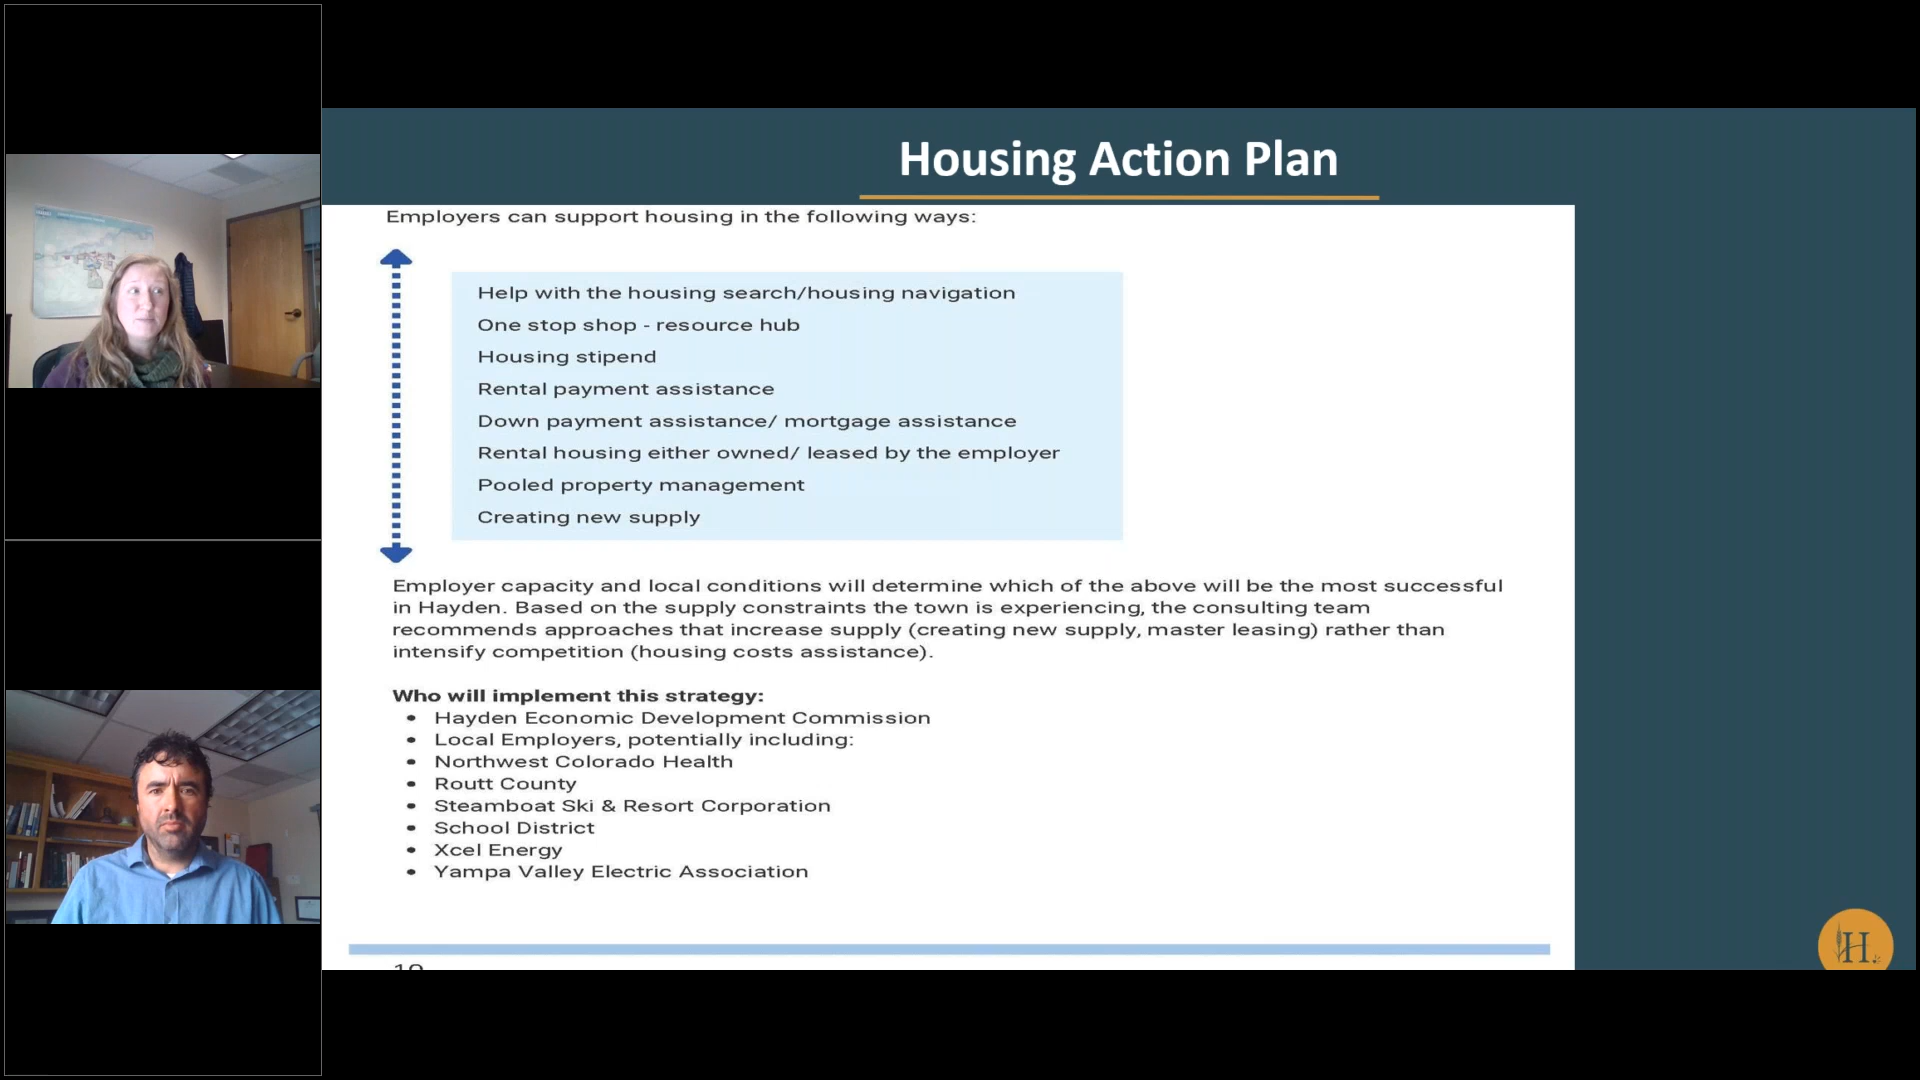 Housing Action Plan
Employers can support housing in the following ways:
Help with the housing search/housing navigation
One stop shop - resource hub
Housing stipend
Rental payment assistance
Down payment assistance/ mortgage assistance
Rental housing either owned/ leased by the employer
Pooled property management
Creating new supply
Employer capacity and local conditions will determine which of the above will be the most successful
in Hayden. Based on the supply constraints the town is experiencing, the consulting team
recommends approaches that increase supply (creating new supply, master leasing) rather than
intensify competition (housing costs assistance).
Who will implement this strategy:
• Hayden Economic Development Commission
• Local Employers, potentially including:
• Northwest Colorado Health
• Routt County
• Steamboat Ski & Resort Corporation
• School District
• Xcel Energy
• Yampa Valley Electric Association
H.